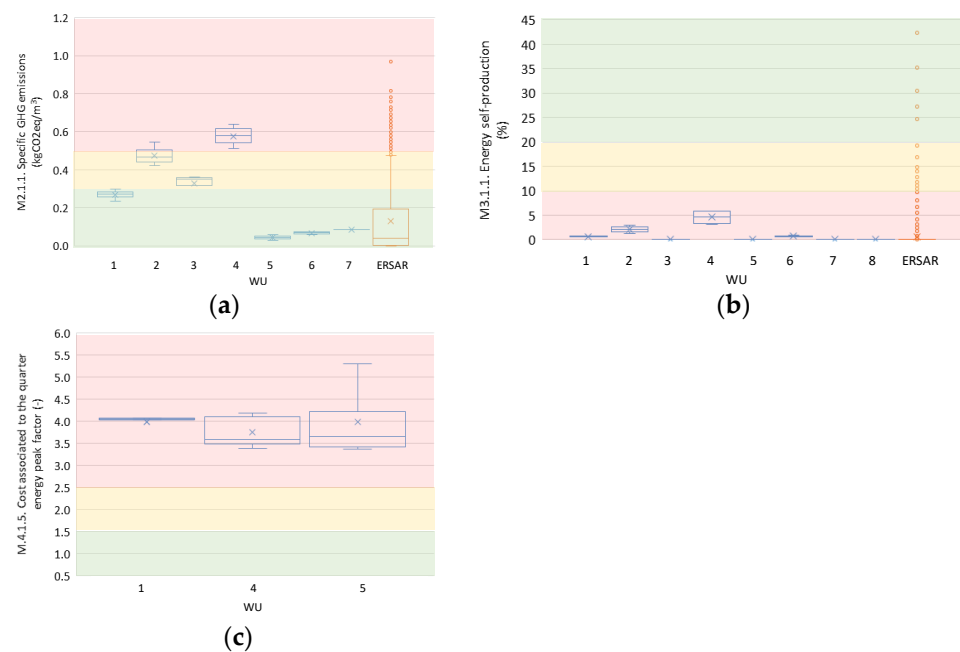 M2.1.1. Specific GHG emissions
(kgCO2eq/m³)
1.2
1.0
0.8
0.6
0.4
0.2
0.0
1 2 3 4 5 6 7 ERSAR
WU
(a)
M3.1.1. Energy self-production
(%)
45
40
35
30
25
20
15
10
5
0
1 2 3 4 5 6 7 8 ERSAR
WU
(b)
M.4.1.5. Cost associated to the quarter
energy peak factor (-)
6.0
5.5
5.0
4.5
4.0
3.5
3.0
2.5
2.0
1.5
1.0
0.5
1 4 5
WU
(c)